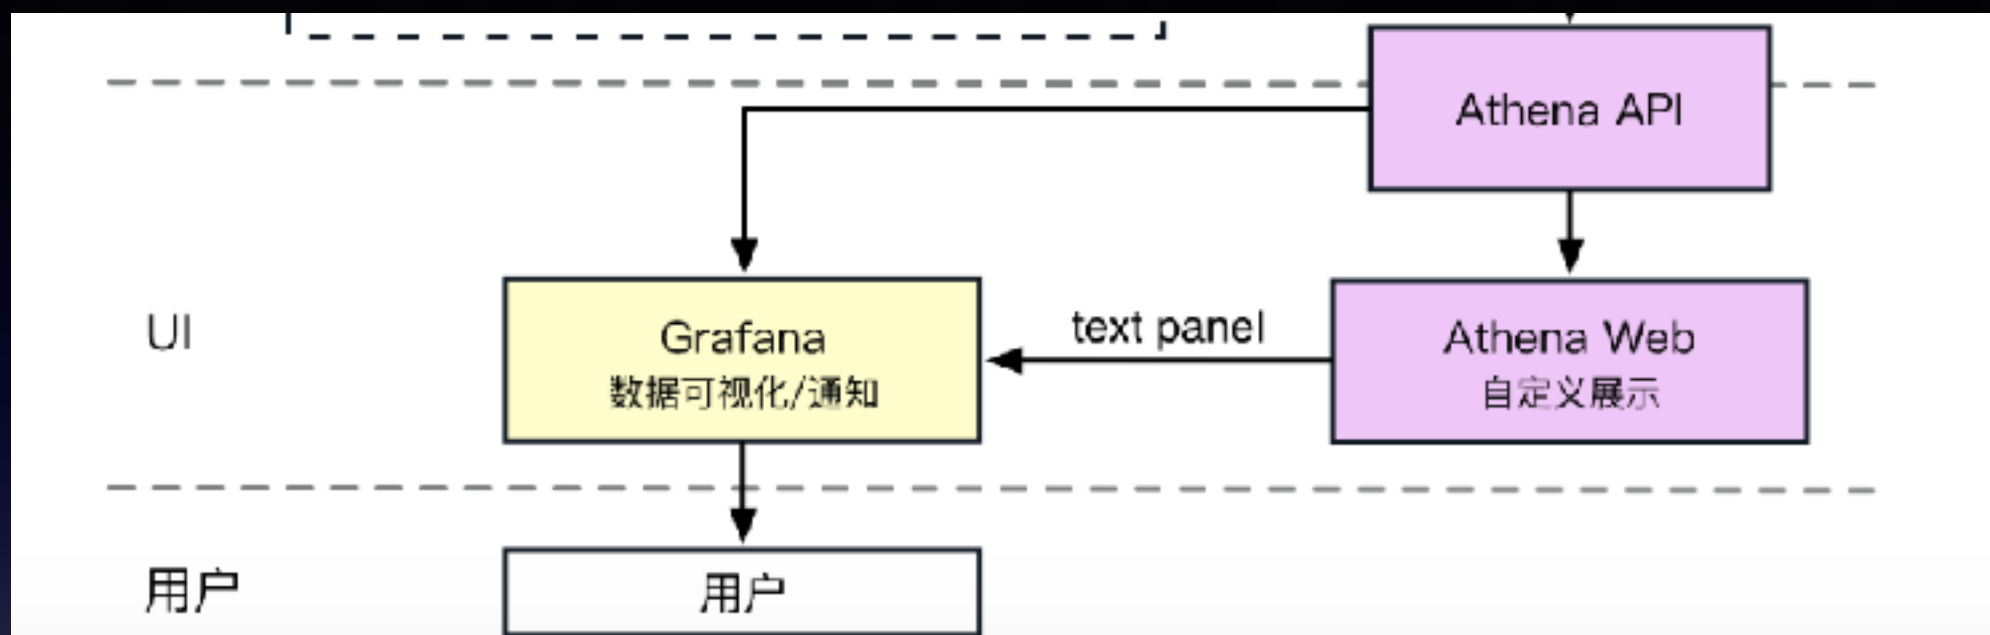 Athena API
UI
Grafana
数据可视化/通知
text panel
Athena Web
自定义展示
用户
用户